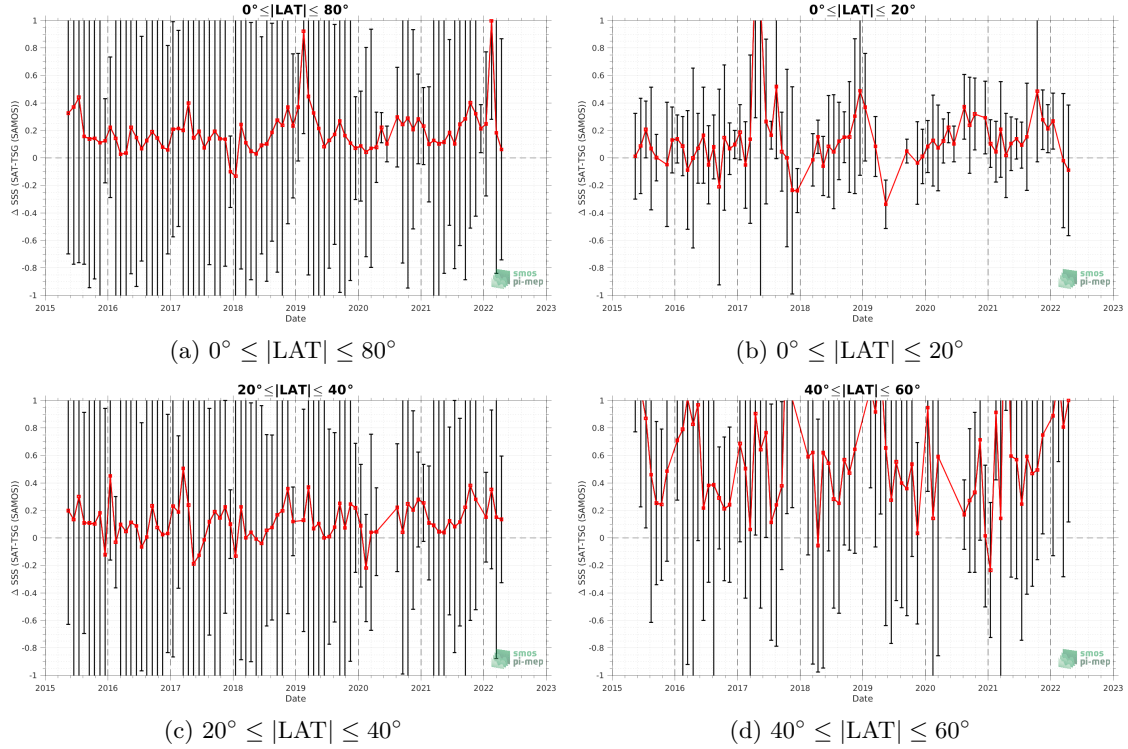 0°≤|LAT|≤ 80°
Δ SSS (SAT-TSG (SAMOS))
1
0.8
0.6
0.4
0.2
0
-0.2
-0.4
-0.6
-0.8
-1
2015 2016 2017 2018 2019 2020 2021 2022 2023
Date
smos
pi-mep
(a) 0° ≤ |LAT| ≤ 80°
0°≤|LAT|≤ 20°
Δ SSS (SAT-TSG (SAMOS))
1
0.8
0.6
0.4
0.2
0
-0.2
-0.4
-0.6
-0.8
-1
2015 2016 2017 2018 2019 2020 2021 2022 2023
Date
smos
pi-mep
(b) 0° ≤ |LAT| ≤ 20°
20°≤|LAT|≤ 40°
Δ SSS (SAT-TSG (SAMOS))
1
0.8
0.6
0.4
0.2
0
-0.2
-0.4
-0.6
-0.8
-1
2015 2016 2017 2018 2019 2020 2021 2022 2023
Date
smos
pi-mep
(c) 20° ≤ |LAT| ≤ 40°
40°≤|LAT|≤ 60°
Δ SSS (SAT-TSG (SAMOS))
1
0.8
0.6
0.4
0.2
0
-0.2
-0.4
-0.6
-0.8
-1
2015 2016 2017 2018 2019 2020 2021 2022 2023
Date
smos
pi-mep
(d) 40° ≤ |LAT| ≤ 60°